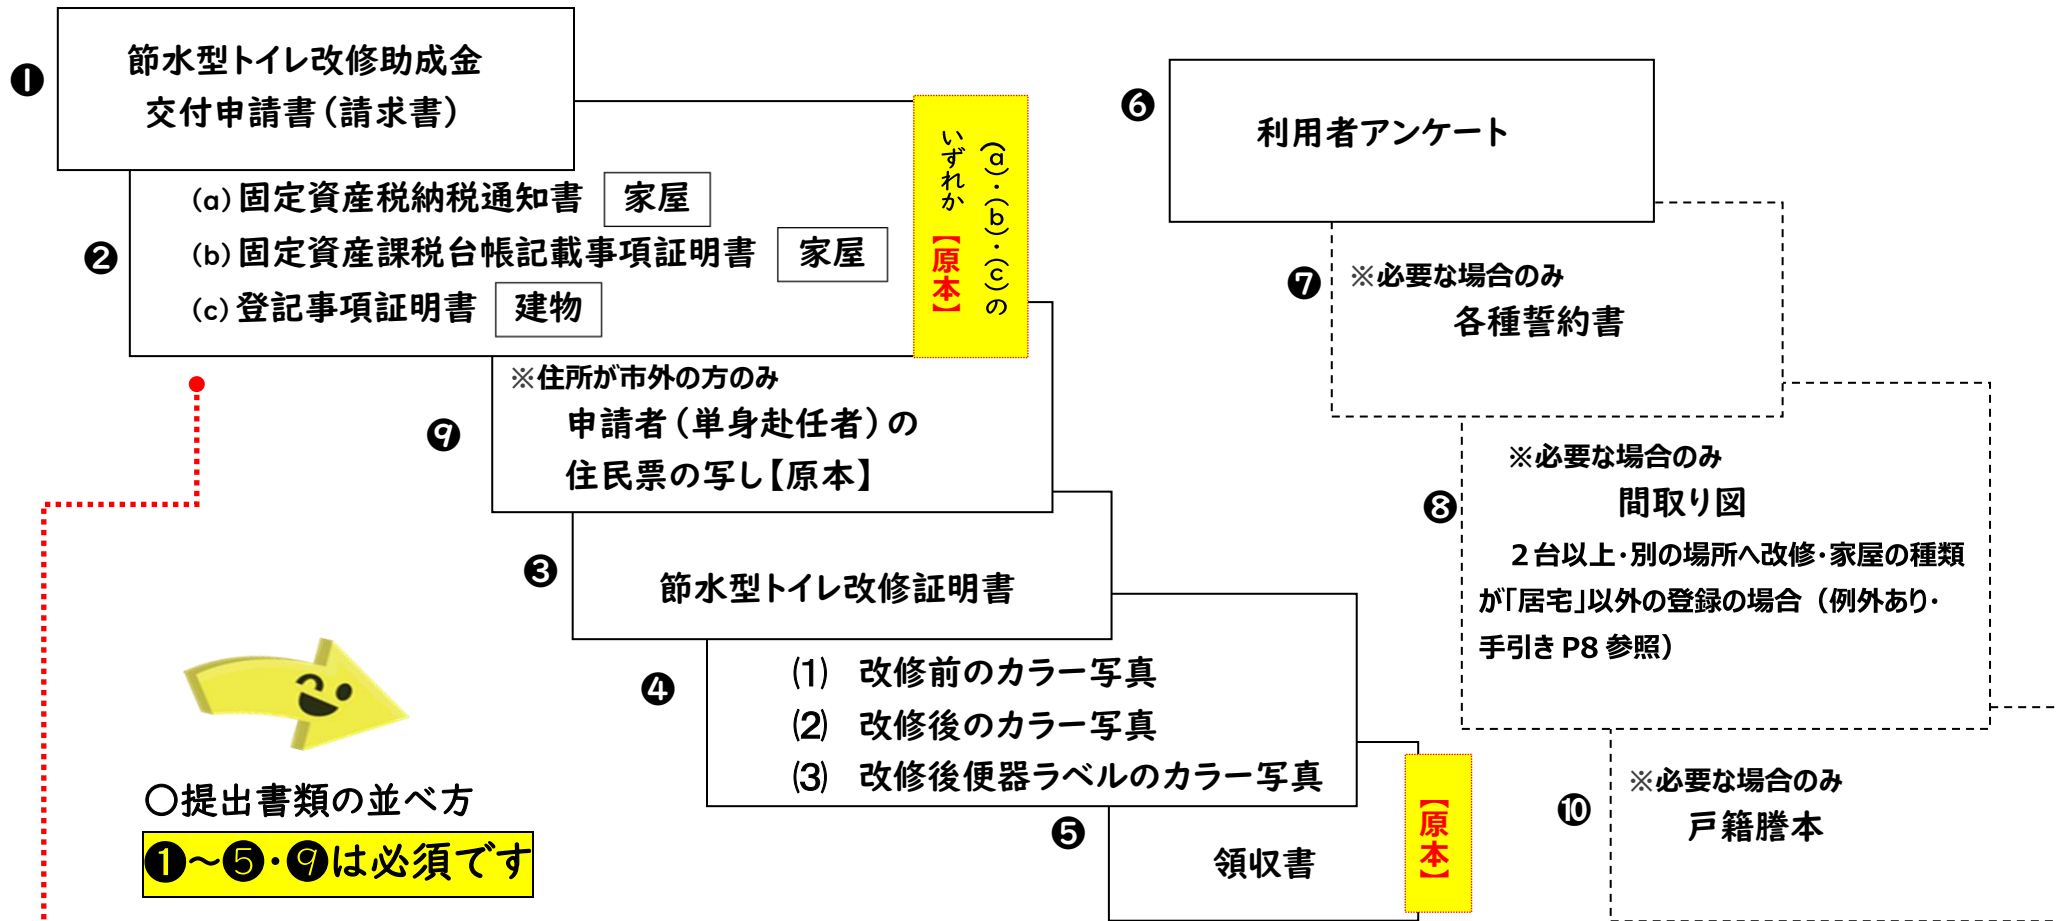 ❶
節水型トイレ改修助成金
交付申請書（請求書）
❷
(a)固定資産税納税通知書 家屋
(b)固定資産課税台帳記載事項証明書 家屋
(c)登記事項証明書 建物
(a)・(b)・(c)の
いずれか【原本】
❾
※住所が市外の方のみ
申請者（単身赴任者）の
住民票の写し【原本】
❸
節水型トイレ改修証明書
❹
(1) 改修前のカラー写真
(2) 改修後のカラー写真
(3) 改修後便器ラベルのカラー写真
❺
領収書
【原本】
○提出書類の並べ方
❶～❺・❾は必須です
❻
利用者アンケート
❼
※必要な場合のみ
各種誓約書
❽
※必要な場合のみ
間取り図
２台以上・別の場所へ改修・家屋の種類
が「居宅」以外の登録の場合（例外あり・
手引き P8 参照）
❿
※必要な場合のみ
戸籍謄本